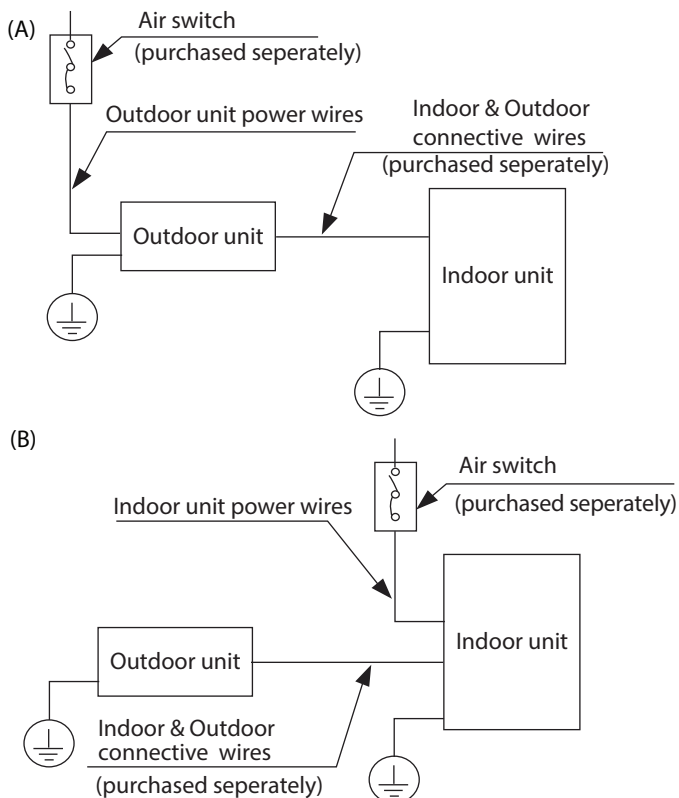 (A)
Air switch
(purchased seperately)
Outdoor unit power wires
Indoor & Outdoor
connective wires
(purchased seperately)
Outdoor unit
Indoor unit
(B)
Air switch
(purchased seperately)
Indoor unit power wires
Indoor unit
Outdoor unit
Indoor & Outdoor
connective wires
(purchased seperately)